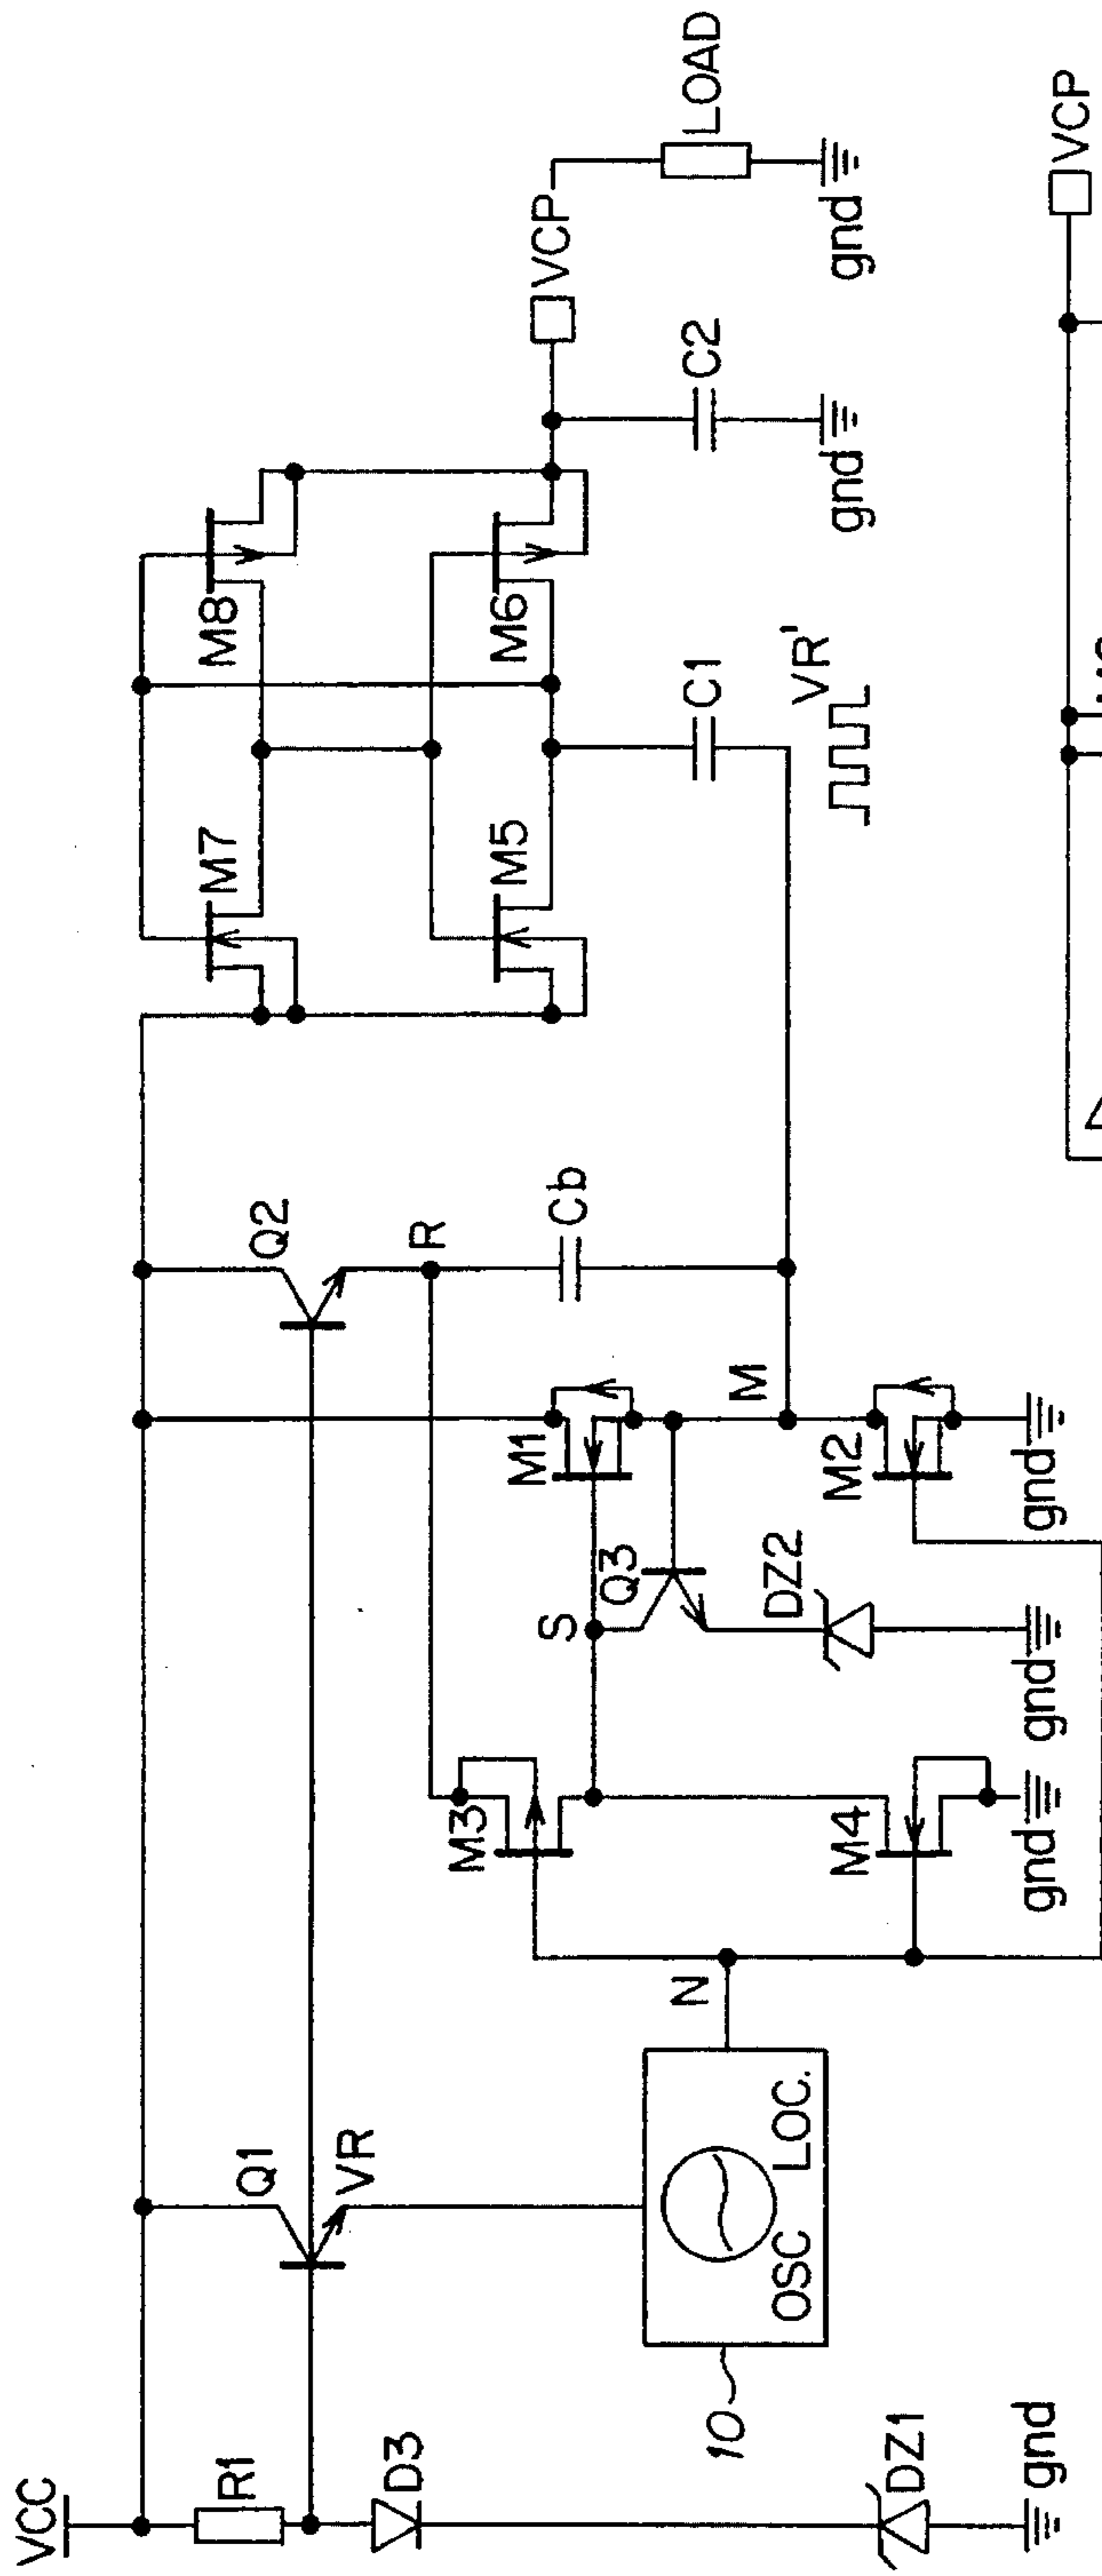 VCC
R1
D3
DZ1
gnd
Q1
VR
10
OSC LOC.
N
M3
M4
gnd
S
Q3
DZ2
gnd
M1
M
M2
gnd
Q2
R
Cb
M7
M5
M8
M6
C1
VR'
C2
gnd
VCP
LOAD
gnd
VCP